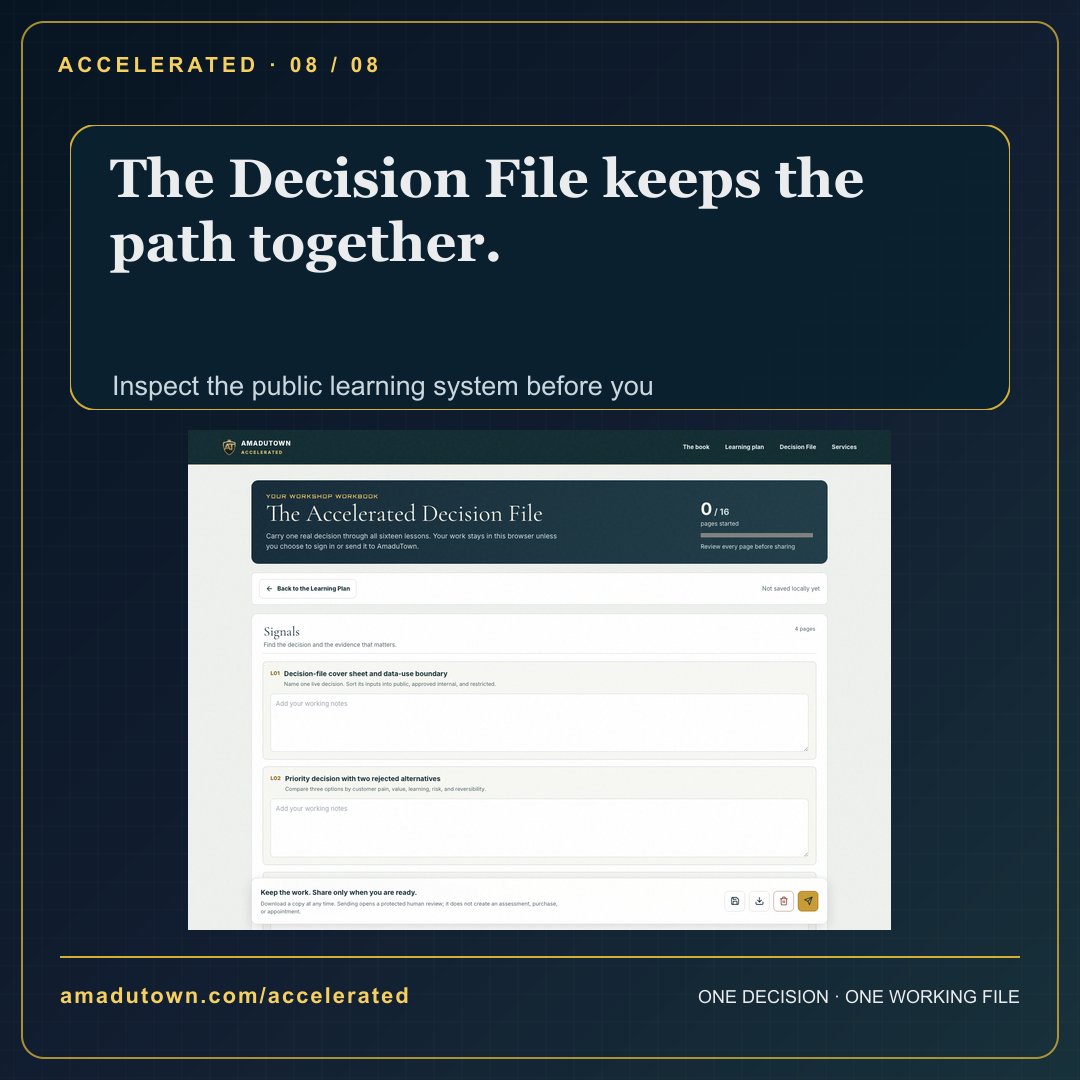 ACCELERATED · 08 / 08
The Decision File keeps the
path together.
Inspect the public learning system before you
AMADUTOWN
ACCELERATED
The book
Learning plan
Decision File
Services
YOUR WORKSHOP WORKBOOK
The Accelerated Decision File
Carry one real decision through all sixteen lessons. Your work stays in this browser unless
you choose to sign in or send it to AmaduTown.
0 / 16
pages started
Review every page before sharing
← Back to the Learning Plan
Not saved locally yet
Signals
4 pages
Find the decision and the evidence that matters.
L01 Decision-file cover sheet and data-use boundary
Name one live decision. Sort its inputs into public, approved internal, and restricted.
Add your working notes
L02 Priority decision with two rejected alternatives
Compare three options by customer pain, value, learning, risk, and reversibility.
Add your working notes
Keep the work. Share only when you are ready.
Download a copy at any time. Sending opens a protected human review; it does not create an assessment, purchase,
or appointment.
amadutown.com/accelerated
ONE DECISION · ONE WORKING FILE